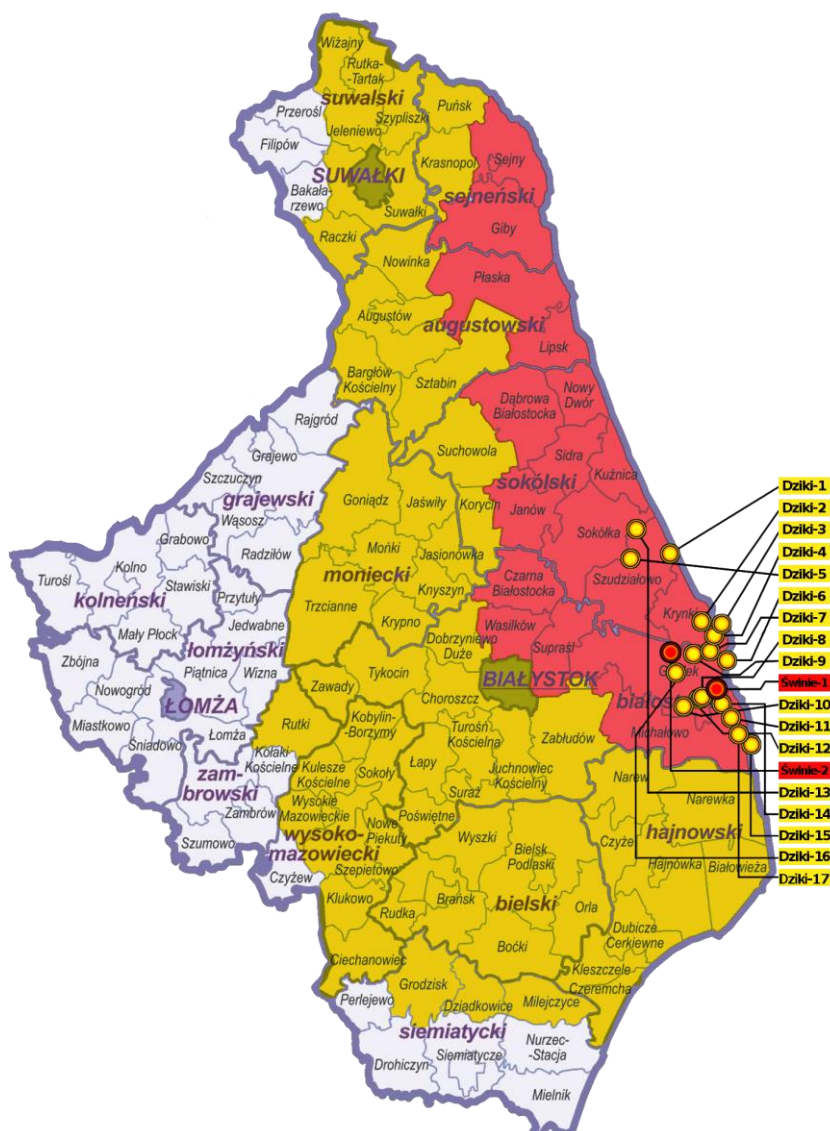 Wiżajny
Rutka-
Tartak
suwalski
Puńsk
Przerośl
Szypliszki
Jeleniewo
Filipów
Krasnopol
Sejny
SUWAŁKI
Bakała-
rzewo
Suwałki
sejneński
Giby
Raczki
Nowinka
Płaska
Augustów
augustowski
Lipsk
Bargłów
Kościelny
Sztabin
Nowy
Dwór
Dąbrowa
Białostocka
Rajgród
Suchowola
Grajewo
Sidra
Kuźnica
Szczuczyn
sokólski
grajewski
Goniądz
Jaświły
Korycin
Janów
Wąsosz
Sokółka
Grabowo
Radziłów
Mońki
Jasionówka
Kolno
Turośl
Stawiski
moniecki
Knyszyn
Czarna
Białostocka
Szudziałowo
kolneński
Przytuły
Trzcianne
Krynki
Mały Płock
Jedwabne
Krypno
Wasilków
Supraśl
Zbójna
łomżyński
Dobrzyniewo
Duże
Piątnica
Wizna
Tykocin
BIAŁYSTOK
Nowogród
Zawady
Choroszcz
ŁOMŻA
Miastkowo
Rutki
Kobylin-
Borzymy
Michałowo
Śniadowo
Łomża
Turośń
Kościelna
Zabłudów
Kołaki
Kościelne
Kulesze
Kościelne
Sokoły
Łapy
Juchnowiec
Kościelny
Narew
zam-
browski
Suraż
Wysokie
Mazowieckie
Narewka
Zambrów
Nowe
Piekuty
Poświętne
Szumowo
wysoko-
mazowiecki
Wyszki
Bielsk
Podlaski
Czyże
hajnowski
Szepietowo
Hajnówka
Białowieża
Czyżew
Klukowo
Brańsk
bielski
Orla
Rudka
Boćki
Dubicze
Cerkiewne
Ciechanowiec
Kleszczele
Grodzisk
Czeremcha
Perlejewo
Dziadkowice
Milejczyce
siemiatycki
Nurzec-
Stacja
Drohiczyn
Siemiatycze
Mielnik
Dziki-1
Dziki-2
Dziki-3
Dziki-4
Dziki-5
Dziki-6
Dziki-7
Dziki-8
Dziki-9
Świnie-1
Dziki-10
Dziki-11
Dziki-12
Świnie-2
Dziki-13
Dziki-14
Dziki-15
Dziki-16
Dziki-17